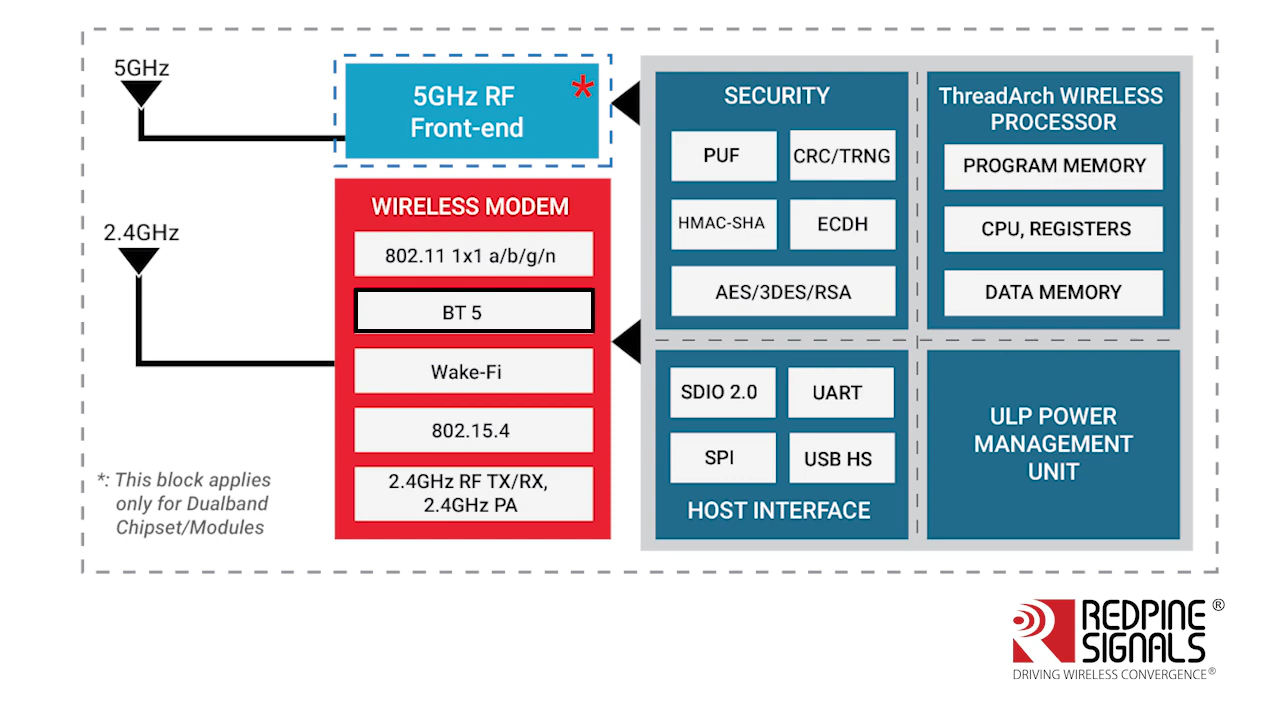 5GHz
2.4GHz
*: This block applies
only for Dualband
Chipset/Modules
5GHz RF
Front-end
*
WIRELESS MODEM
802.11 1x1 a/b/g/n
BT 5
Wake-Fi
802.15.4
2.4GHz RF TX/RX,
2.4GHz PA
SECURITY
PUF
CRC/TRNG
HMAC-SHA
ECDH
AES/3DES/RSA
ThreadArch WIRELESS
PROCESSOR
PROGRAM MEMORY
CPU, REGISTERS
DATA MEMORY
SDIO 2.0
UART
SPI
USB HS
HOST INTERFACE
ULP POWER
MANAGEMENT
UNIT
REDPINE ®
SIGNALS
DRIVING WIRELESS CONVERGENCE®